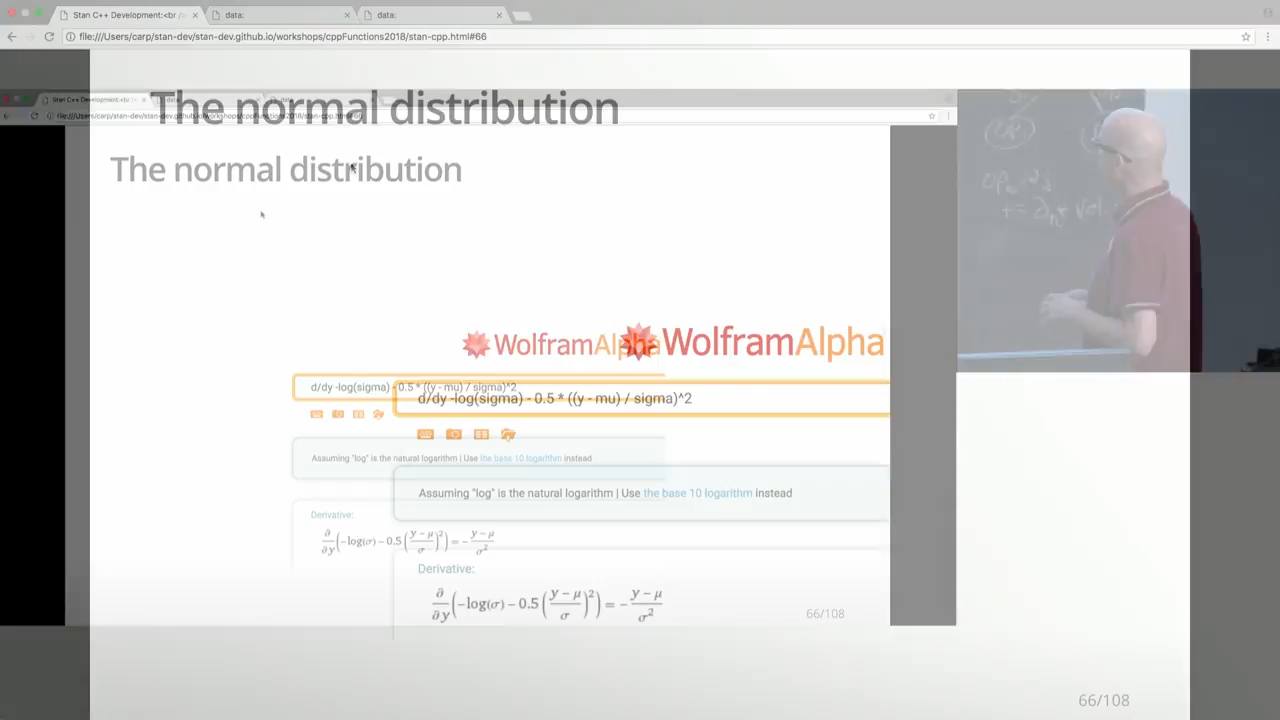 Stan C++ Development:<br /
data:
data:
file:///Users/carp/stan-dev/stan-dev.github.io/workshops/cppFunctions2018/stan-cpp.html#66
The normal distribution
The normal distribution
WolframAlpha
WolframAlpha
d/dy -log(sigma) - 0.5 * ((y - mu) / sigma)^2
d/dy -log(sigma) - 0.5 * ((y - mu) / sigma)^2
Assuming "log" is the natural logarithm | Use the base 10 logarithm instead
Assuming "log" is the natural logarithm | Use the base 10 logarithm instead
Derivative:
∂/∂y(-log(σ) - 0.5 ((y - μ)/σ)^2) = - (y - μ)/σ^2
Derivative:
∂/∂y(-log(σ) - 0.5 ((y - μ)/σ)^2) = - (y - μ)/σ^2
66/108
66/108